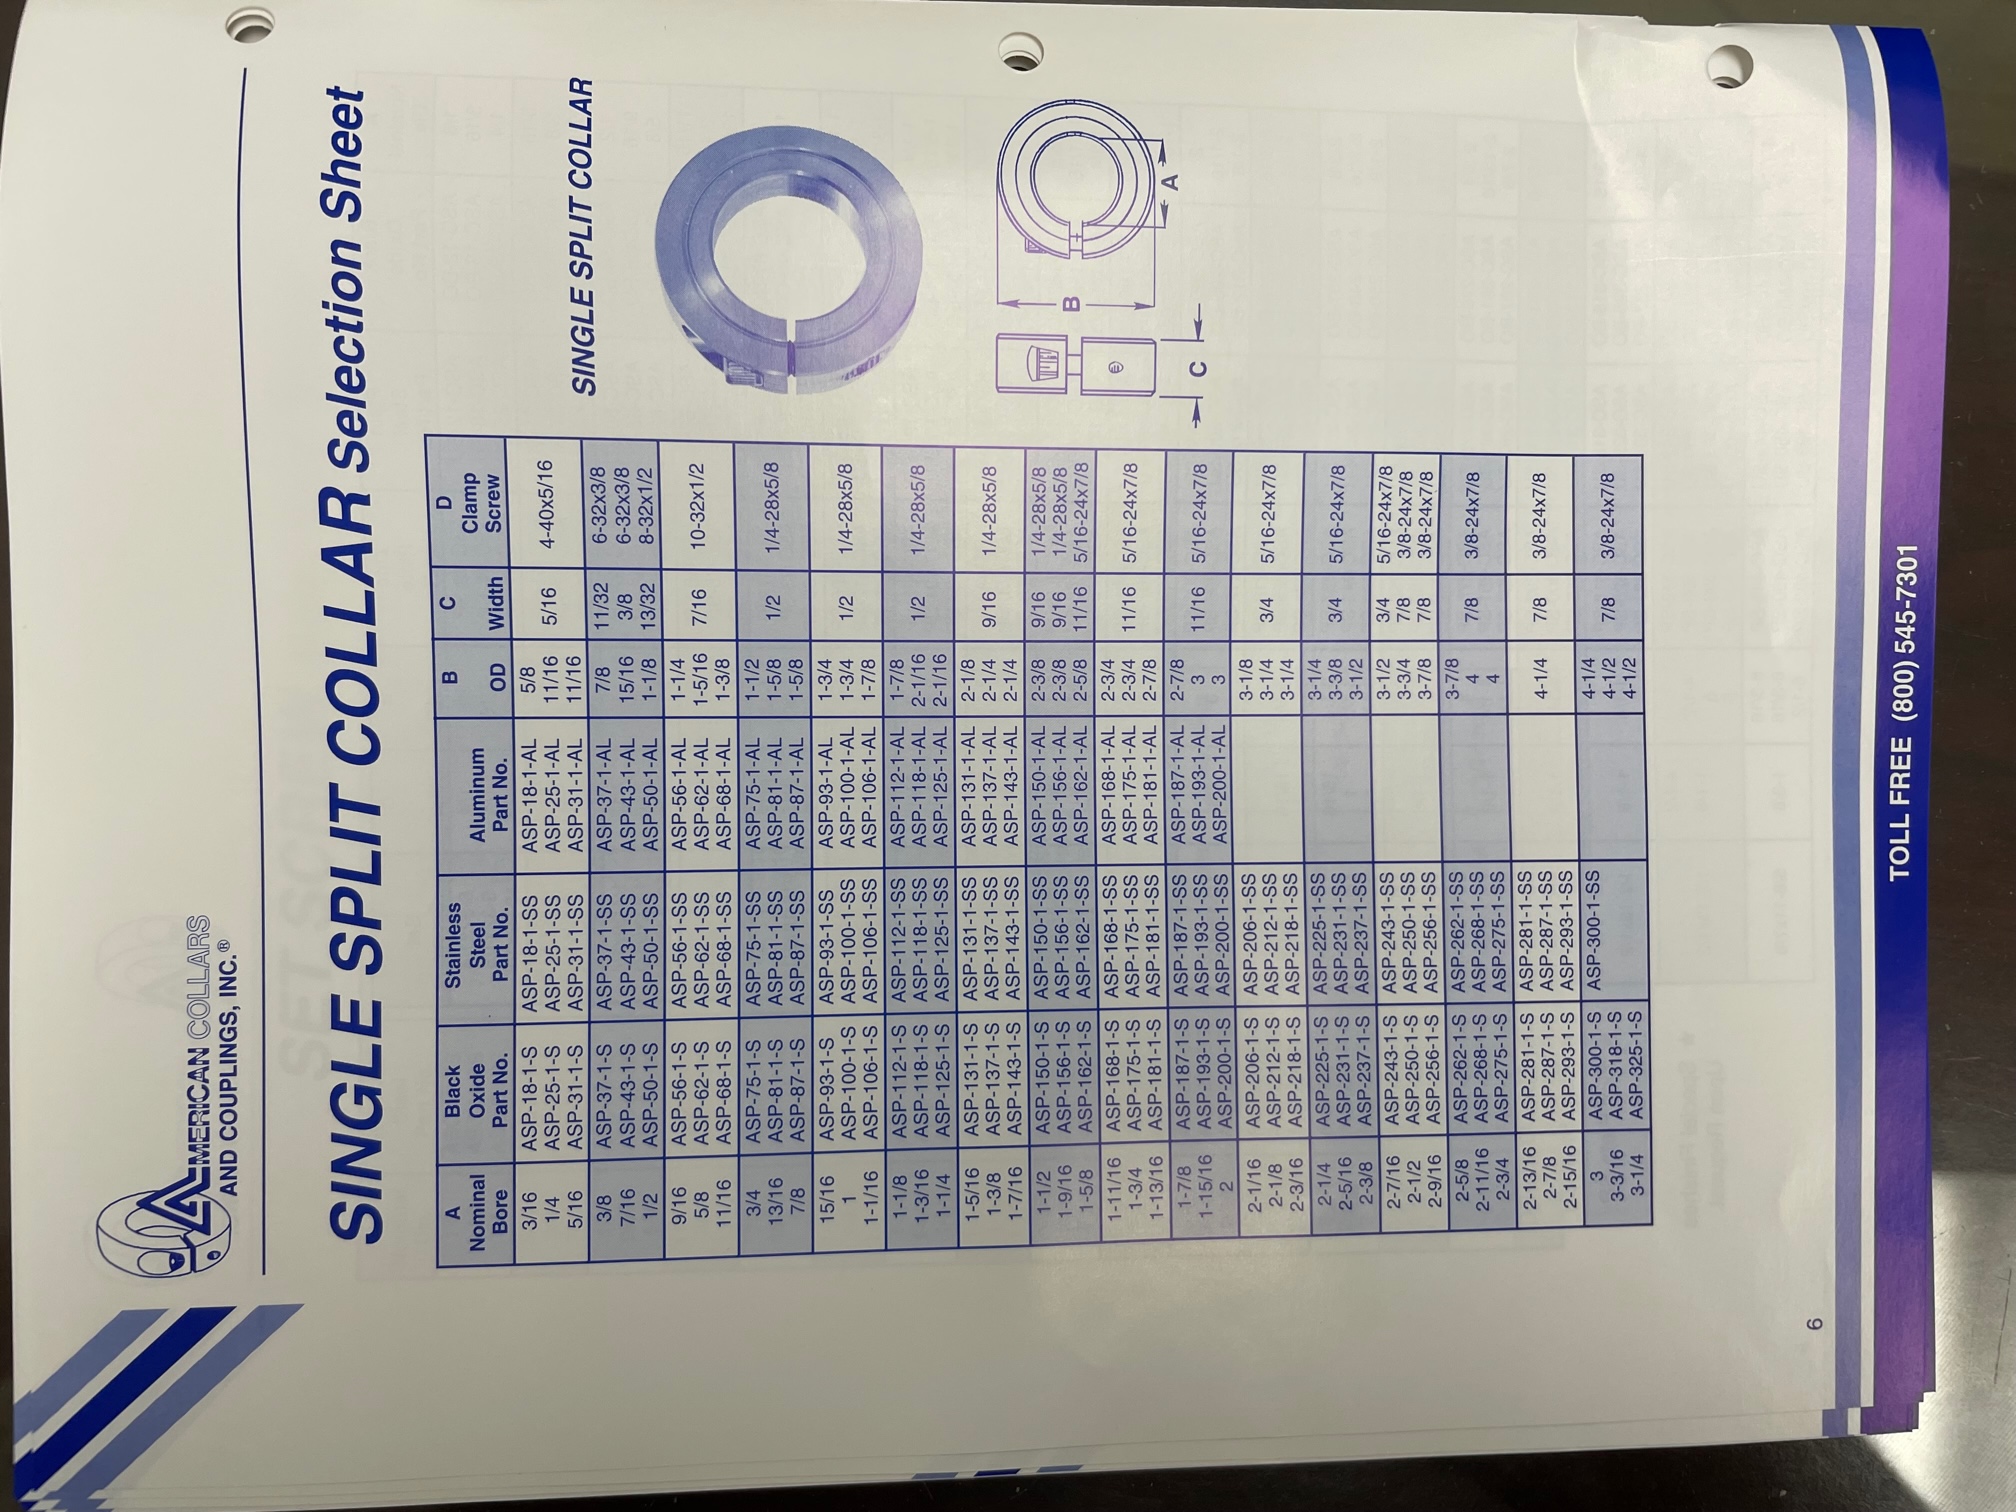 AMERICAN COLLARS
AND COUPLINGS, INC.®
SINGLE SPLIT COLLAR Selection Sheet
A Nominal Bore | Black Oxide Part No. | Stainless Steel Part No. | Aluminum Part No. | B OD | C Width | D Clamp Screw
3/16 ASP-18-1-S ASP-18-1-SS ASP-18-1-AL 5/8
1/4 ASP-25-1-S ASP-25-1-SS ASP-25-1-AL 11/16 5/16 4-40x5/16
5/16 ASP-31-1-S ASP-31-1-SS ASP-31-1-AL 11/16
3/8 ASP-37-1-S ASP-37-1-SS ASP-37-1-AL 7/8 11/32 6-32x3/8
7/16 ASP-43-1-S ASP-43-1-SS ASP-43-1-AL 15/16 3/8 6-32x3/8
1/2 ASP-50-1-S ASP-50-1-SS ASP-50-1-AL 1-1/8 13/32 8-32x1/2
9/16 ASP-56-1-S ASP-56-1-SS ASP-56-1-AL 1-1/4
5/8 ASP-62-1-S ASP-62-1-SS ASP-62-1-AL 1-5/16 7/16 10-32x1/2
11/16 ASP-68-1-S ASP-68-1-SS ASP-68-1-AL 1-3/8
3/4 ASP-75-1-S ASP-75-1-SS ASP-75-1-AL 1-1/2
13/16 ASP-81-1-S ASP-81-1-SS ASP-81-1-AL 1-5/8 1/2 1/4-28x5/8
7/8 ASP-87-1-S ASP-87-1-SS ASP-87-1-AL 1-5/8
15/16 ASP-93-1-S ASP-93-1-SS ASP-93-1-AL 1-3/4
1 ASP-100-1-S ASP-100-1-SS ASP-100-1-AL 1-3/4 1/2 1/4-28x5/8
1-1/16 ASP-106-1-S ASP-106-1-SS ASP-106-1-AL 1-7/8
1-1/8 ASP-112-1-S ASP-112-1-SS ASP-112-1-AL 1-7/8
1-3/16 ASP-118-1-S ASP-118-1-SS ASP-118-1-AL 2-1/16 1/2 1/4-28x5/8
1-1/4 ASP-125-1-S ASP-125-1-SS ASP-125-1-AL 2-1/16
1-5/16 ASP-131-1-S ASP-131-1-SS ASP-131-1-AL 2-1/8
1-3/8 ASP-137-1-S ASP-137-1-SS ASP-137-1-AL 2-1/4 9/16 1/4-28x5/8
1-7/16 ASP-143-1-S ASP-143-1-SS ASP-143-1-AL 2-1/4
1-1/2 ASP-150-1-S ASP-150-1-SS ASP-150-1-AL 2-3/8 9/16 1/4-28x5/8
1-9/16 ASP-156-1-S ASP-156-1-SS ASP-156-1-AL 2-3/8 9/16 1/4-28x5/8
1-5/8 ASP-162-1-S ASP-162-1-SS ASP-162-1-AL 2-5/8 11/16 5/16-24x7/8
1-11/16 ASP-168-1-S ASP-168-1-SS ASP-168-1-AL 2-3/4
1-3/4 ASP-175-1-S ASP-175-1-SS ASP-175-1-AL 2-3/4 11/16 5/16-24x7/8
1-13/16 ASP-181-1-S ASP-181-1-SS ASP-181-1-AL 2-7/8
1-7/8 ASP-187-1-S ASP-187-1-SS ASP-187-1-AL 2-7/8
1-15/16 ASP-193-1-S ASP-193-1-SS ASP-193-1-AL 3 11/16 5/16-24x7/8
2 ASP-200-1-S ASP-200-1-SS ASP-200-1-AL 3
2-1/16 ASP-206-1-S ASP-206-1-SS 3-1/8
2-1/8 ASP-212-1-S ASP-212-1-SS 3-1/4 3/4 5/16-24x7/8
2-3/16 ASP-218-1-S ASP-218-1-SS 3-1/4
2-1/4 ASP-225-1-S ASP-225-1-SS 3-1/4
2-5/16 ASP-231-1-S ASP-231-1-SS 3-3/8 3/4 5/16-24x7/8
2-3/8 ASP-237-1-S ASP-237-1-SS 3-1/2
2-7/16 ASP-243-1-S ASP-243-1-SS 3-1/2 3/4 5/16-24x7/8
2-1/2 ASP-250-1-S ASP-250-1-SS 3-3/4 7/8 3/8-24x7/8
2-9/16 ASP-256-1-S ASP-256-1-SS 3-7/8 7/8 3/8-24x7/8
2-5/8 ASP-262-1-S ASP-262-1-SS 3-7/8
2-11/16 ASP-268-1-S ASP-268-1-SS 4 7/8 3/8-24x7/8
2-3/4 ASP-275-1-S ASP-275-1-SS 4
2-13/16 ASP-281-1-S ASP-281-1-SS
2-7/8 ASP-287-1-S ASP-287-1-SS 4-1/4 7/8 3/8-24x7/8
2-15/16 ASP-293-1-S ASP-293-1-SS
3 ASP-300-1-S ASP-300-1-SS 4-1/4
3-3/16 ASP-318-1-S 4-1/2 7/8 3/8-24x7/8
3-1/4 ASP-325-1-S 4-1/2
SINGLE SPLIT COLLAR
B
A
C
6
TOLL FREE (800) 545-7301